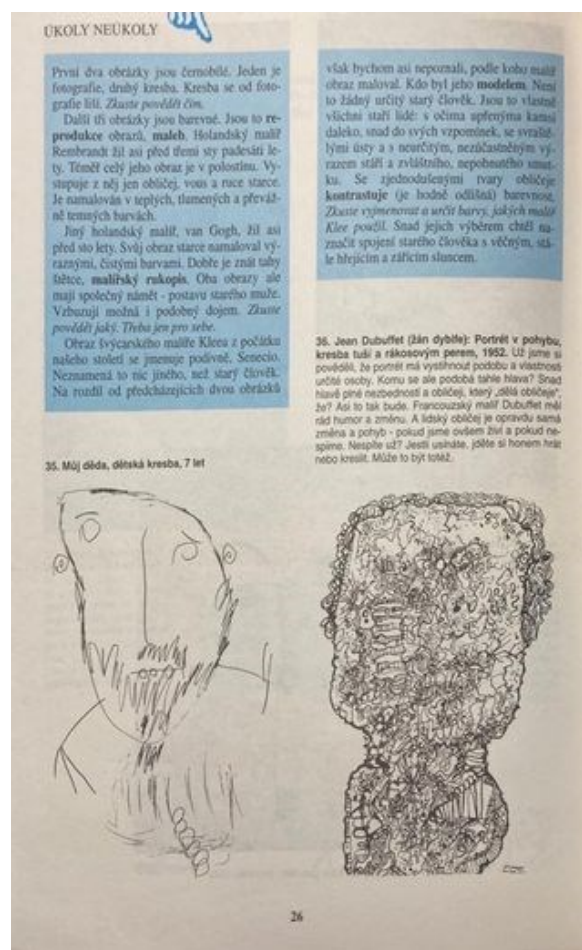 ÚKOLY NEÚKOLY
První dva obrázky jsou černobílé. Jeden je
fotografie, druhý kresba. Kresba se od foto-
grafie liší. Zkuste povědět čím.
Další tři obrázky jsou barevné. Jsou to re-
produkce obrazů, maleb. Holandský malíř
Rembrandt žil asi před třemi sty padesáti le-
ty. Téměř celý jeho obraz je v polostínu. Vy-
stupuje z něj jen obličej, vous a ruce starce.
Je namalován v teplých, tlumených a převáž-
ně temných barvách.
Jiný holandský malíř, van Gogh, žil asi
před sto lety. Svůj obraz starce namaloval vý-
raznými, čistými barvami. Dobře je znát tahy
štětce, malířský rukopis. Oba obrazy ale
mají společný námět - postavu starého muže.
Vzbuzují možná i podobný dojem. Zkuste
povědět jaký. Třeba jen pro sebe.
Obraz švýcarského malíře Kleea z počátku
našeho století se jmenuje podivně, Senecio.
Neznamená to nic jiného, než starý člověk.
Na rozdíl od předcházejících dvou obrázků
však bychom asi nepoznali, podle koho malíř
obraz maloval. Kdo byl jeho modelem. Není
to žádný určitý starý člověk. Jsou to vlastně
všichni staří lidé: s očima upřenýma kamsi
daleko, snad do svých vzpomínek, se svraště-
lými ústy a s neurčitým, nezúčastněným vý-
razem stáří a zvláštního, nepohnutého smut-
ku. Se zjednodušenými tvary obličeje
kontrastuje (je hodně odlišná) barevnost.
Zkuste vyjmenovat a určit barvy, jakých malíř
Klee použil. Snad jejich výběrem chtěl na-
značit spojení starého člověka s věčným, stá-
le hřejícím a zářícím sluncem.
36. Jean Dubuffet (žán dybife): Portrét v pohybu,
kresba tuší a rákosovým perem, 1952. Už jsme si
pověděli, že portrét má vystihnout podobu a vlastnosti
určité osoby. Komu se ale podobá tahle hlava? Snad
hlavě plné nezbedností a obličeji, který „dělá obličeje",
že? Asi to tak bude. Francouzský malíř Dubuffet měl
rád humor a změnu. A lidský obličej je opravdu samá
změna a pohyb - pokud jsme ovšem živí a pokud ne-
spíme. Nespíte už? Jestli usínáte, jděte si honem hrát
nebo kreslit. Může to být totéž.
35. Můj děda, dětská kresba, 7 let
26